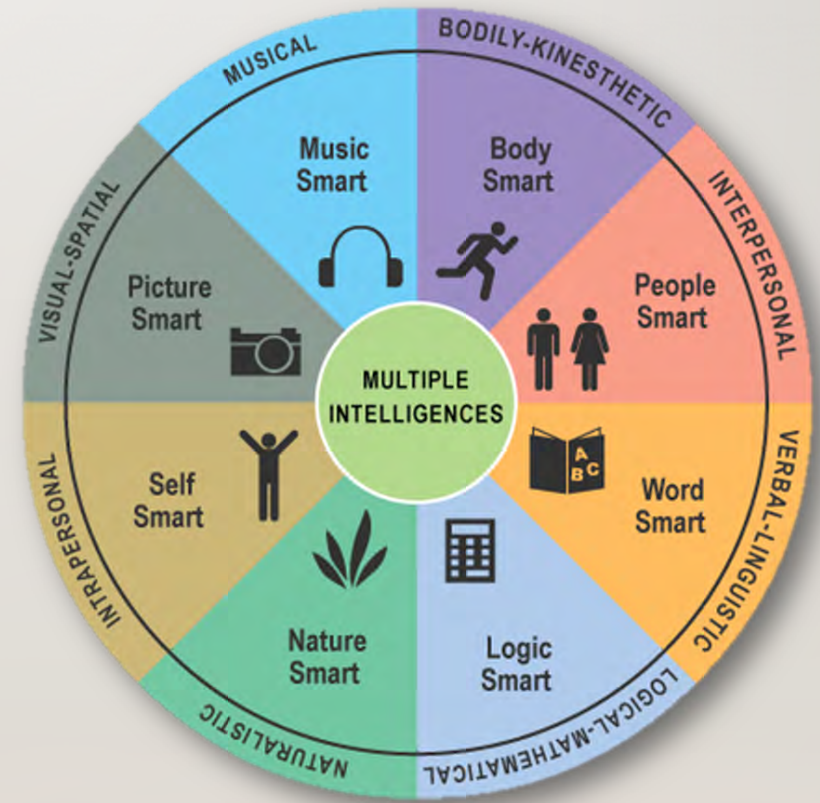 MUSICAL
BODILY-KINESTHETIC
INTERPERSONAL
VERBAL-LINGUISTIC
LOGICAL-MATHEMATICAL
NATURALISTIC
INTRAPERSONAL
VISUAL-SPATIAL
Music
Smart
Body
Smart
People
Smart
A
B C
Word
Smart
Logic
Smart
Nature
Smart
Self
Smart
Picture
Smart
MULTIPLE
INTELLIGENCES